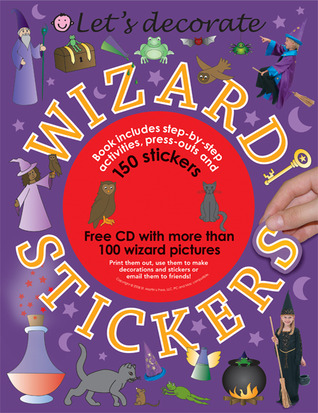 Let's decorate
WIZARD
Book includes step-by-step
activities, press-outs and
150 stickers
Free CD with more than
100 wizard pictures
Print them out, use them to make
decorations and stickers or
email them to friends!
STICKERS